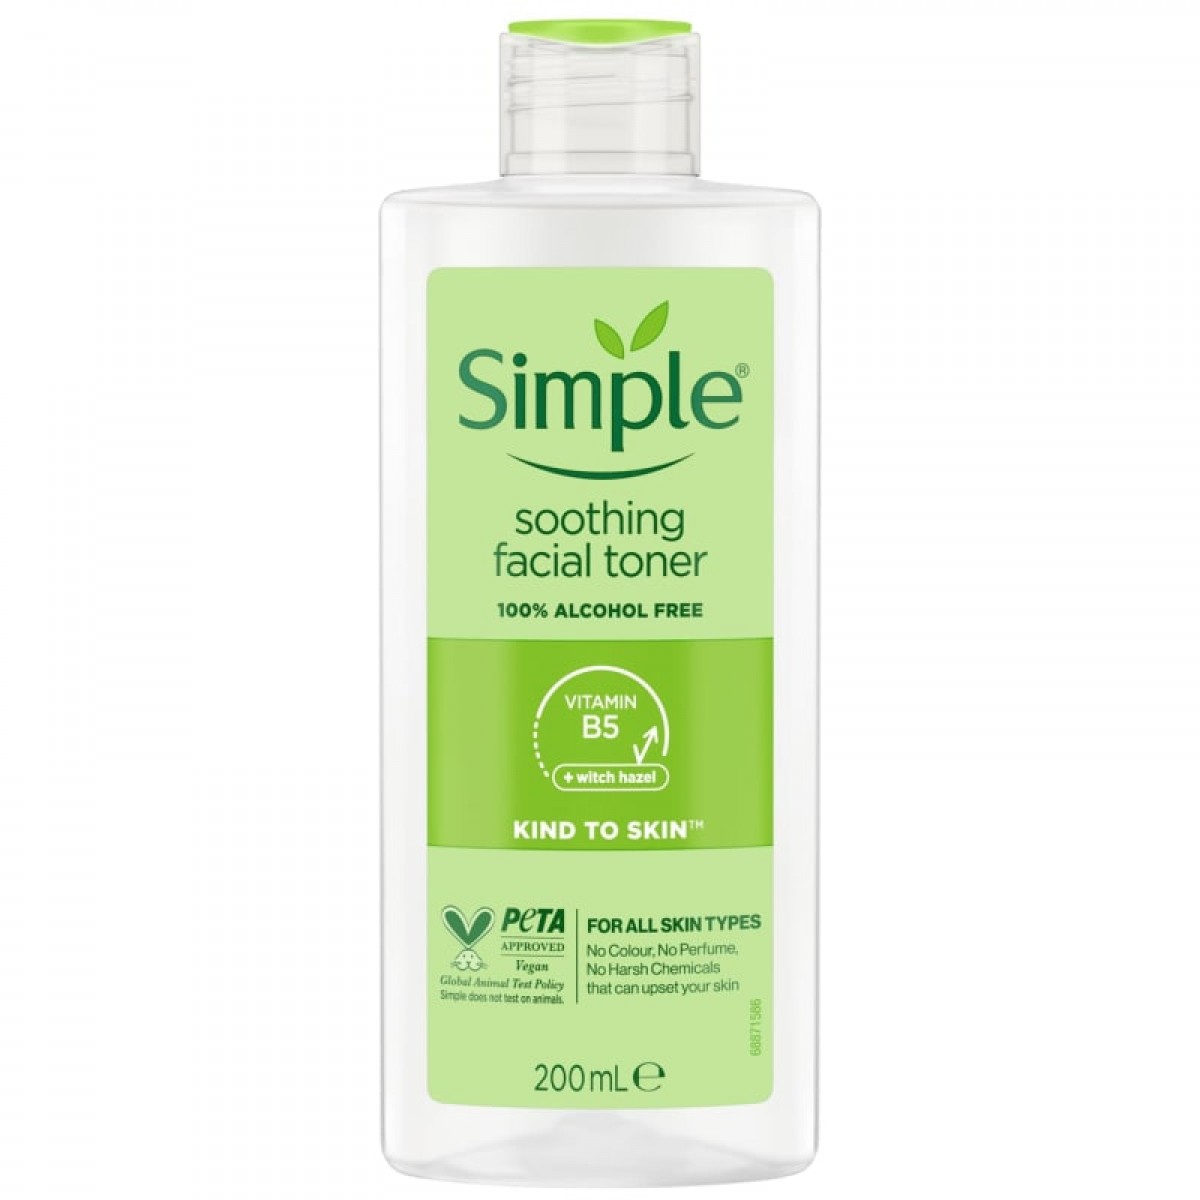 Simple®
soothing
facial toner
100% ALCOHOL FREE
VITAMIN
B5
+ witch hazel
KIND TO SKIN™
PETA
APPROVED
Vegan
Global Animal Test Policy
Simple does not test on animals.
FOR ALL SKIN TYPES
No Colour, No Perfume,
No Harsh Chemicals
that can upset your skin
68871586
200mL e